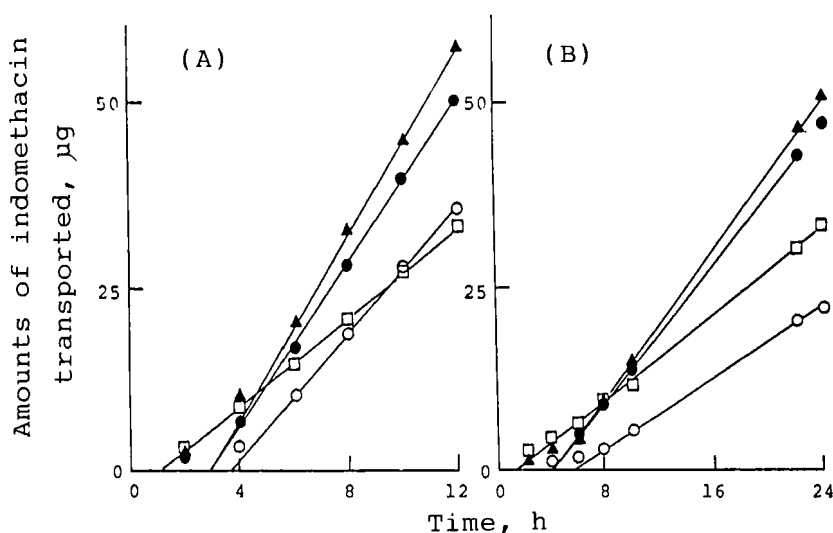 (A)
(B)
Amounts of indomethacin
transported, μg
50
25
0
0
4
8
12
50
25
0
0
8
16
24
Time, h